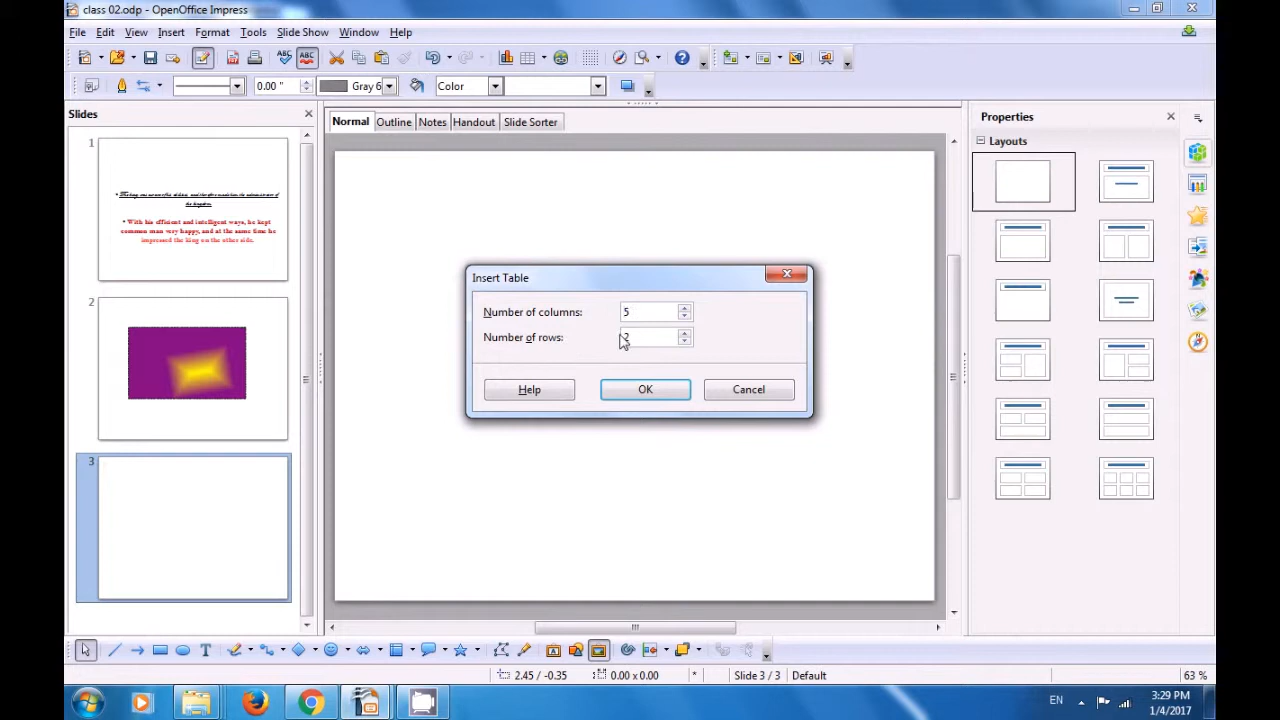 class 02.odp - OpenOffice Impress
File Edit View Insert Format Tools Slide Show Window Help
0.00 " Gray 6 Color
Slides
Normal Outline Notes Handout Slide Sorter
Properties
Layouts
1
the kingdom.
• With his efficient and intelligent ways, he kept
common man very happy, and at the same time he
impressed the king on the other side.
2
3
Insert Table
Number of columns: 5
Number of rows: 2
Help OK Cancel
2.45 / -0.35 0.00 x 0.00 * Slide 3 / 3 Default 63 %
EN 3:29 PM
1/4/2017